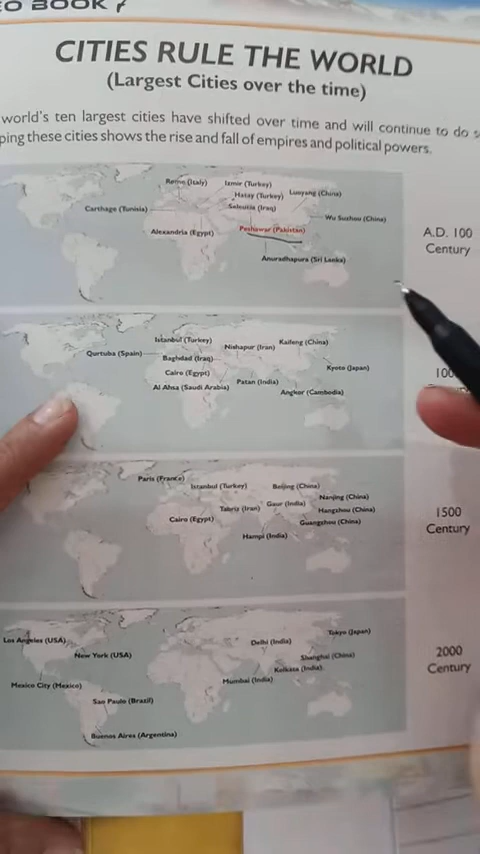 EO BOOK
CITIES RULE THE WORLD
(Largest Cities over the time)
world's ten largest cities have shifted over time and will continue to do s
ping these cities shows the rise and fall of empires and political powers.
Rome (Italy)
Izmir (Turkey)
Hatay (Turkey)
Luoyang (China)
Carthage (Tunisia)
Seleucia (Iraq)
Wu Suzhou (China)
Alexandria (Egypt)
Peshawar (Pakistan)
Anuradhapura (Sri Lanka)
A.D. 100
Century
Istanbul (Turkey)
Nishapur (Iran)
Kaifeng (China)
Qurtuba (Spain)
Baghdad (Iraq)
Cairo (Egypt)
Kyoto (Japan)
Al Ahsa (Saudi Arabia)
Patan (India)
Angkor (Cambodia)
100
Paris (France)
Istanbul (Turkey)
Beijing (China)
Nanjing (China)
Tabriz (Iran)
Gaur (India)
Hangzhou (China)
Cairo (Egypt)
Guangzhou (China)
Hampi (India)
1500
Century
Los Angeles (USA)
Tokyo (Japan)
Delhi (India)
New York (USA)
Shanghai (China)
Kolkata (India)
Mexico City (Mexico)
Mumbai (India)
Sao Paulo (Brazil)
Buenos Aires (Argentina)
2000
Century